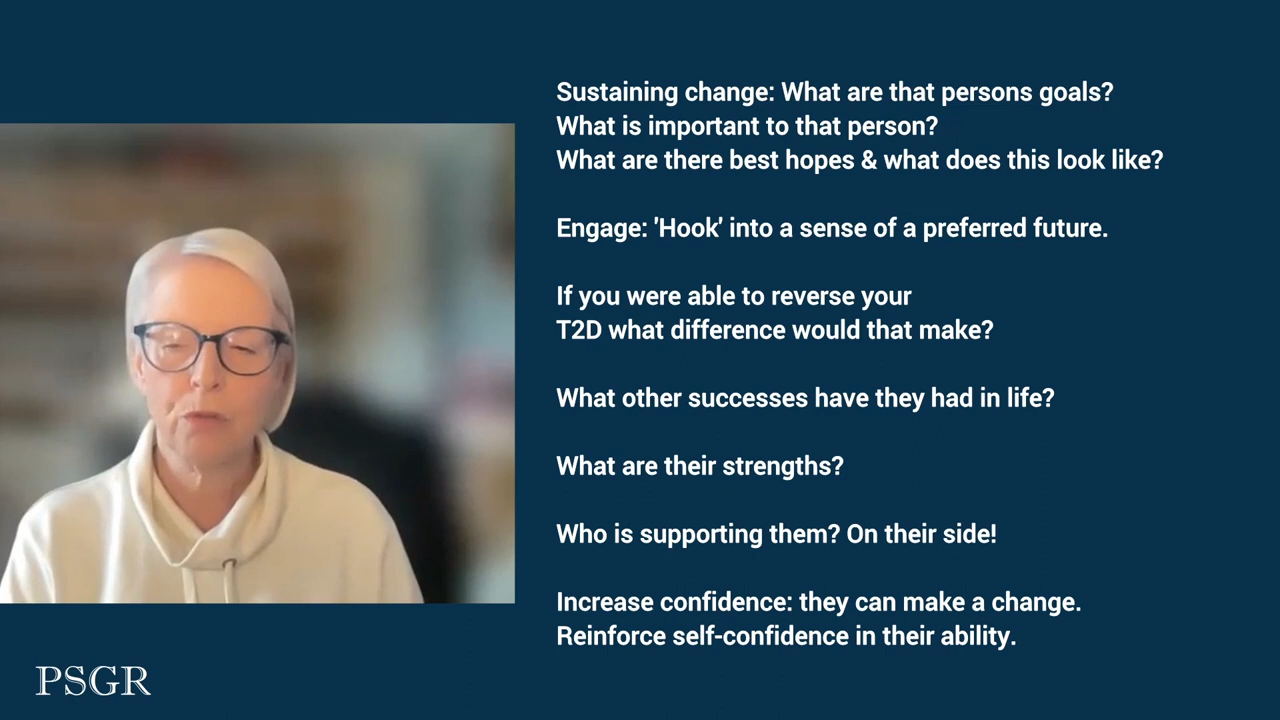 Sustaining change: What are that persons goals?
What is important to that person?
What are there best hopes & what does this look like?
Engage: 'Hook' into a sense of a preferred future.
If you were able to reverse your
T2D what difference would that make?
What other successes have they had in life?
What are their strengths?
Who is supporting them? On their side!
Increase confidence: they can make a change.
Reinforce self-confidence in their ability.
PSGR